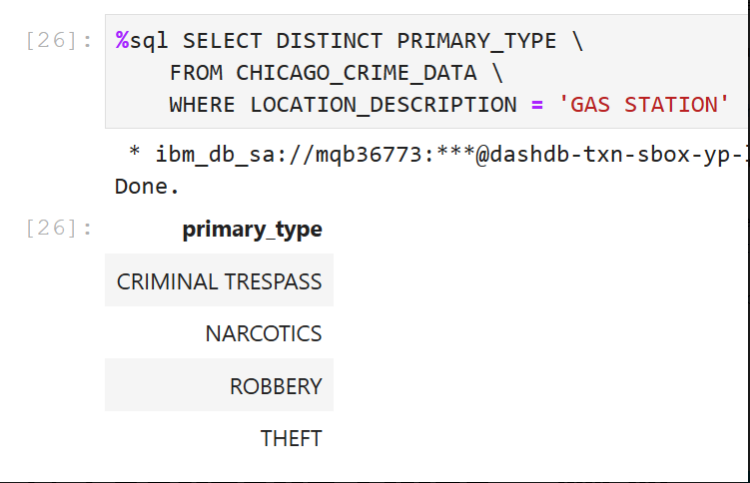 [26]: %sql SELECT DISTINCT PRIMARY_TYPE \
FROM CHICAGO_CRIME_DATA \
WHERE LOCATION_DESCRIPTION = 'GAS STATION'
* ibm_db_sa://mqb36773:***@dashdb-txn-sbox-yp-
Done.
[26]: primary_type
CRIMINAL TRESPASS
NARCOTICS
ROBBERY
THEFT